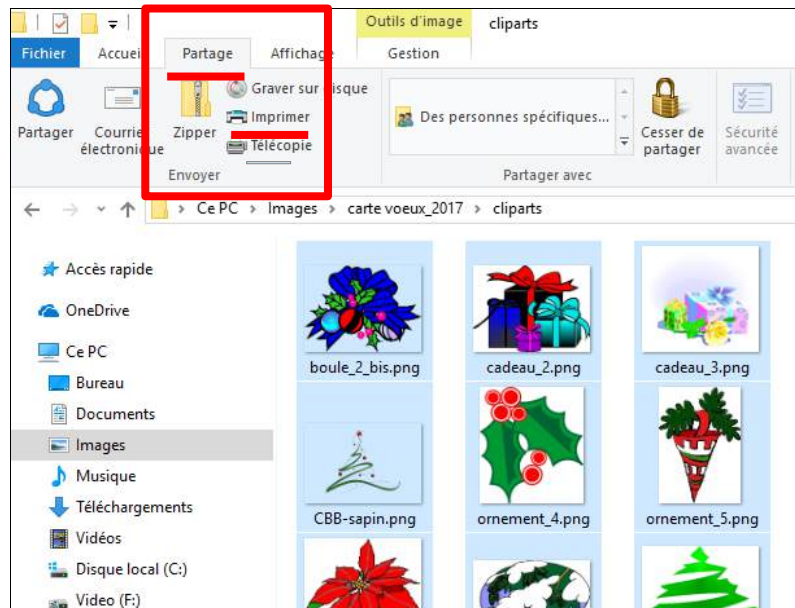 Outils d'image cliparts
Fichier Accueil Partage Affichage Gestion
Partager
Courrier
électronique
Zipper
Graver sur disque
Imprimer
Télécopie
Envoyer
Des personnes spécifiques...
Cesser de
partager
Partager avec
Sécurité
avancée
Ce PC > Images > carte voeux_2017 > cliparts
Accès rapide
OneDrive
Ce PC
Bureau
Documents
Images
Musique
Téléchargements
Vidéos
Disque local (C:)
Video (F:)
boule_2_bis.png cadeau_2.png cadeau_3.png
CBB-sapin.png ornement_4.png ornement_5.png